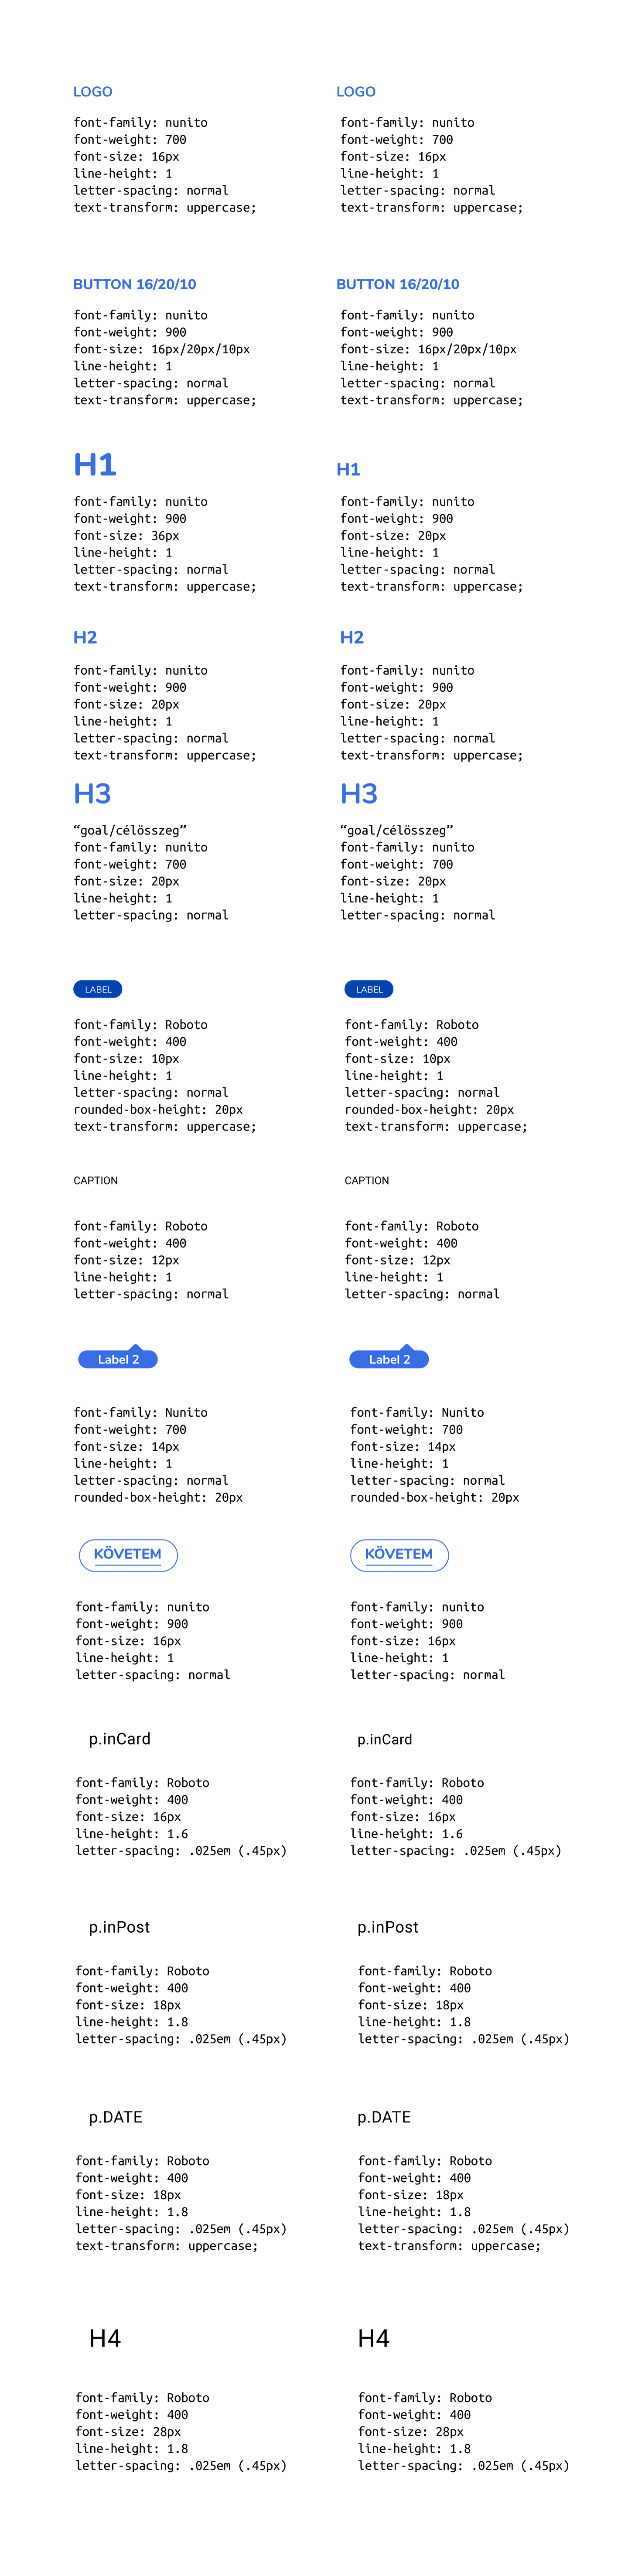 LOGO
font-family: nunito
font-weight: 700
font-size: 16px
line-height: 1
letter-spacing: normal
text-transform: uppercase;
LOGO
font-family: nunito
font-weight: 700
font-size: 16px
line-height: 1
letter-spacing: normal
text-transform: uppercase;
BUTTON 16/20/10
font-family: nunito
font-weight: 900
font-size: 16px/20px/10px
line-height: 1
letter-spacing: normal
text-transform: uppercase;
BUTTON 16/20/10
font-family: nunito
font-weight: 900
font-size: 16px/20px/10px
line-height: 1
letter-spacing: normal
text-transform: uppercase;
H1
font-family: nunito
font-weight: 900
font-size: 36px
line-height: 1
letter-spacing: normal
text-transform: uppercase;
H1
font-family: nunito
font-weight: 900
font-size: 20px
line-height: 1
letter-spacing: normal
text-transform: uppercase;
H2
font-family: nunito
font-weight: 900
font-size: 20px
line-height: 1
letter-spacing: normal
text-transform: uppercase;
H2
font-family: nunito
font-weight: 900
font-size: 20px
line-height: 1
letter-spacing: normal
text-transform: uppercase;
H3
“goal/célösszeg”
font-family: nunito
font-weight: 700
font-size: 20px
line-height: 1
letter-spacing: normal
H3
“goal/célösszeg”
font-family: nunito
font-weight: 700
font-size: 20px
line-height: 1
letter-spacing: normal
LABEL
font-family: Roboto
font-weight: 400
font-size: 10px
line-height: 1
letter-spacing: normal
rounded-box-height: 20px
text-transform: uppercase;
LABEL
font-family: Roboto
font-weight: 400
font-size: 10px
line-height: 1
letter-spacing: normal
rounded-box-height: 20px
text-transform: uppercase;
CAPTION
font-family: Roboto
font-weight: 400
font-size: 12px
line-height: 1
letter-spacing: normal
CAPTION
font-family: Roboto
font-weight: 400
font-size: 12px
line-height: 1
letter-spacing: normal
Label 2
font-family: Nunito
font-weight: 700
font-size: 14px
line-height: 1
letter-spacing: normal
rounded-box-height: 20px
Label 2
font-family: Nunito
font-weight: 700
font-size: 14px
line-height: 1
letter-spacing: normal
rounded-box-height: 20px
KÖVETEM
font-family: nunito
font-weight: 900
font-size: 16px
line-height: 1
letter-spacing: normal
KÖVETEM
font-family: nunito
font-weight: 900
font-size: 16px
line-height: 1
letter-spacing: normal
p.inCard
font-family: Roboto
font-weight: 400
font-size: 16px
line-height: 1.6
letter-spacing: .025em (.45px)
p.inCard
font-family: Roboto
font-weight: 400
font-size: 16px
line-height: 1.6
letter-spacing: .025em (.45px)
p.inPost
font-family: Roboto
font-weight: 400
font-size: 18px
line-height: 1.8
letter-spacing: .025em (.45px)
p.inPost
font-family: Roboto
font-weight: 400
font-size: 18px
line-height: 1.8
letter-spacing: .025em (.45px)
p.DATE
font-family: Roboto
font-weight: 400
font-size: 18px
line-height: 1.8
letter-spacing: .025em (.45px)
text-transform: uppercase;
p.DATE
font-family: Roboto
font-weight: 400
font-size: 18px
line-height: 1.8
letter-spacing: .025em (.45px)
text-transform: uppercase;
H4
font-family: Roboto
font-weight: 400
font-size: 28px
line-height: 1.8
letter-spacing: .025em (.45px)
H4
font-family: Roboto
font-weight: 400
font-size: 28px
line-height: 1.8
letter-spacing: .025em (.45px)